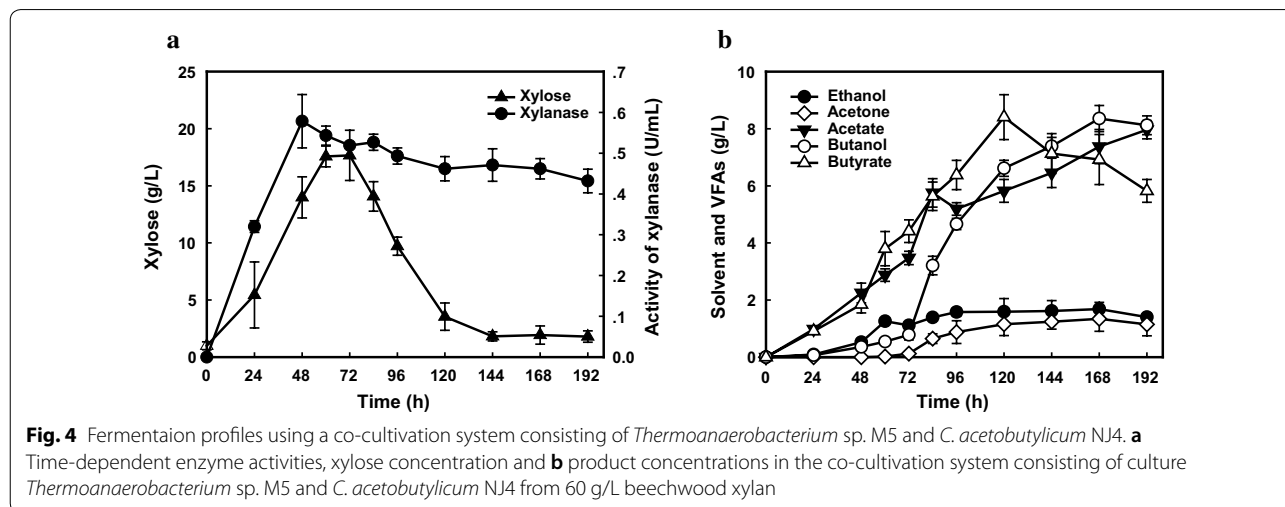 a
25
20
15
10
5
0
Xylose (g/L)
.7
.6
.5
.4
.3
.2
.1
0.0
Activity of xylanase (U/mL)
Xylose
Xylanase
0 24 48 72 96 120 144 168 192
Time (h)
b
10
8
6
4
2
0
Solvent and VFAs (g/L)
Ethanol
Acetone
Acetate
Butanol
Butyrate
0 24 48 72 96 120 144 168 192
Time (h)
Fig. 4 Fermentaion profiles using a co-cultivation system consisting of Thermoanaerobacterium sp. M5 and C. acetobutylicum NJ4. a
Time-dependent enzyme activities, xylose concentration and b product concentrations in the co-cultivation system consisting of culture
Thermoanaerobacterium sp. M5 and C. acetobutylicum NJ4 from 60 g/L beechwood xylan